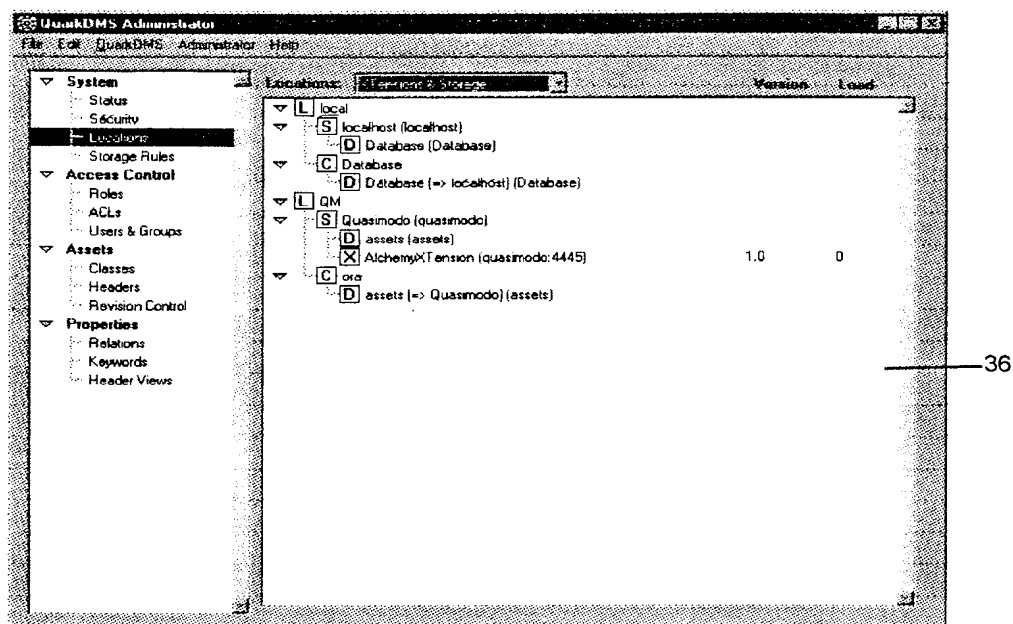 QuarkDMS Administrator
File Edit QuarkDMS Administrator Help
System
Status
Security
Locations
Storage Rules
Access Control
Roles
ACLs
Users & Groups
Assets
Classes
Headers
Revision Control
Properties
Relations
Keywords
Header Views
Locations: XTensions & Storage Version Load
L local
S localhost (localhost)
D Database (Database)
C Database
D Database (=> localhost) (Database)
L QM
S Quasimodo (quasimodo)
D assets (assets)
X AlchemyXTension (quasimodo:4445) 1.0 0
C ora
D assets (=> Quasimodo) (assets)
36